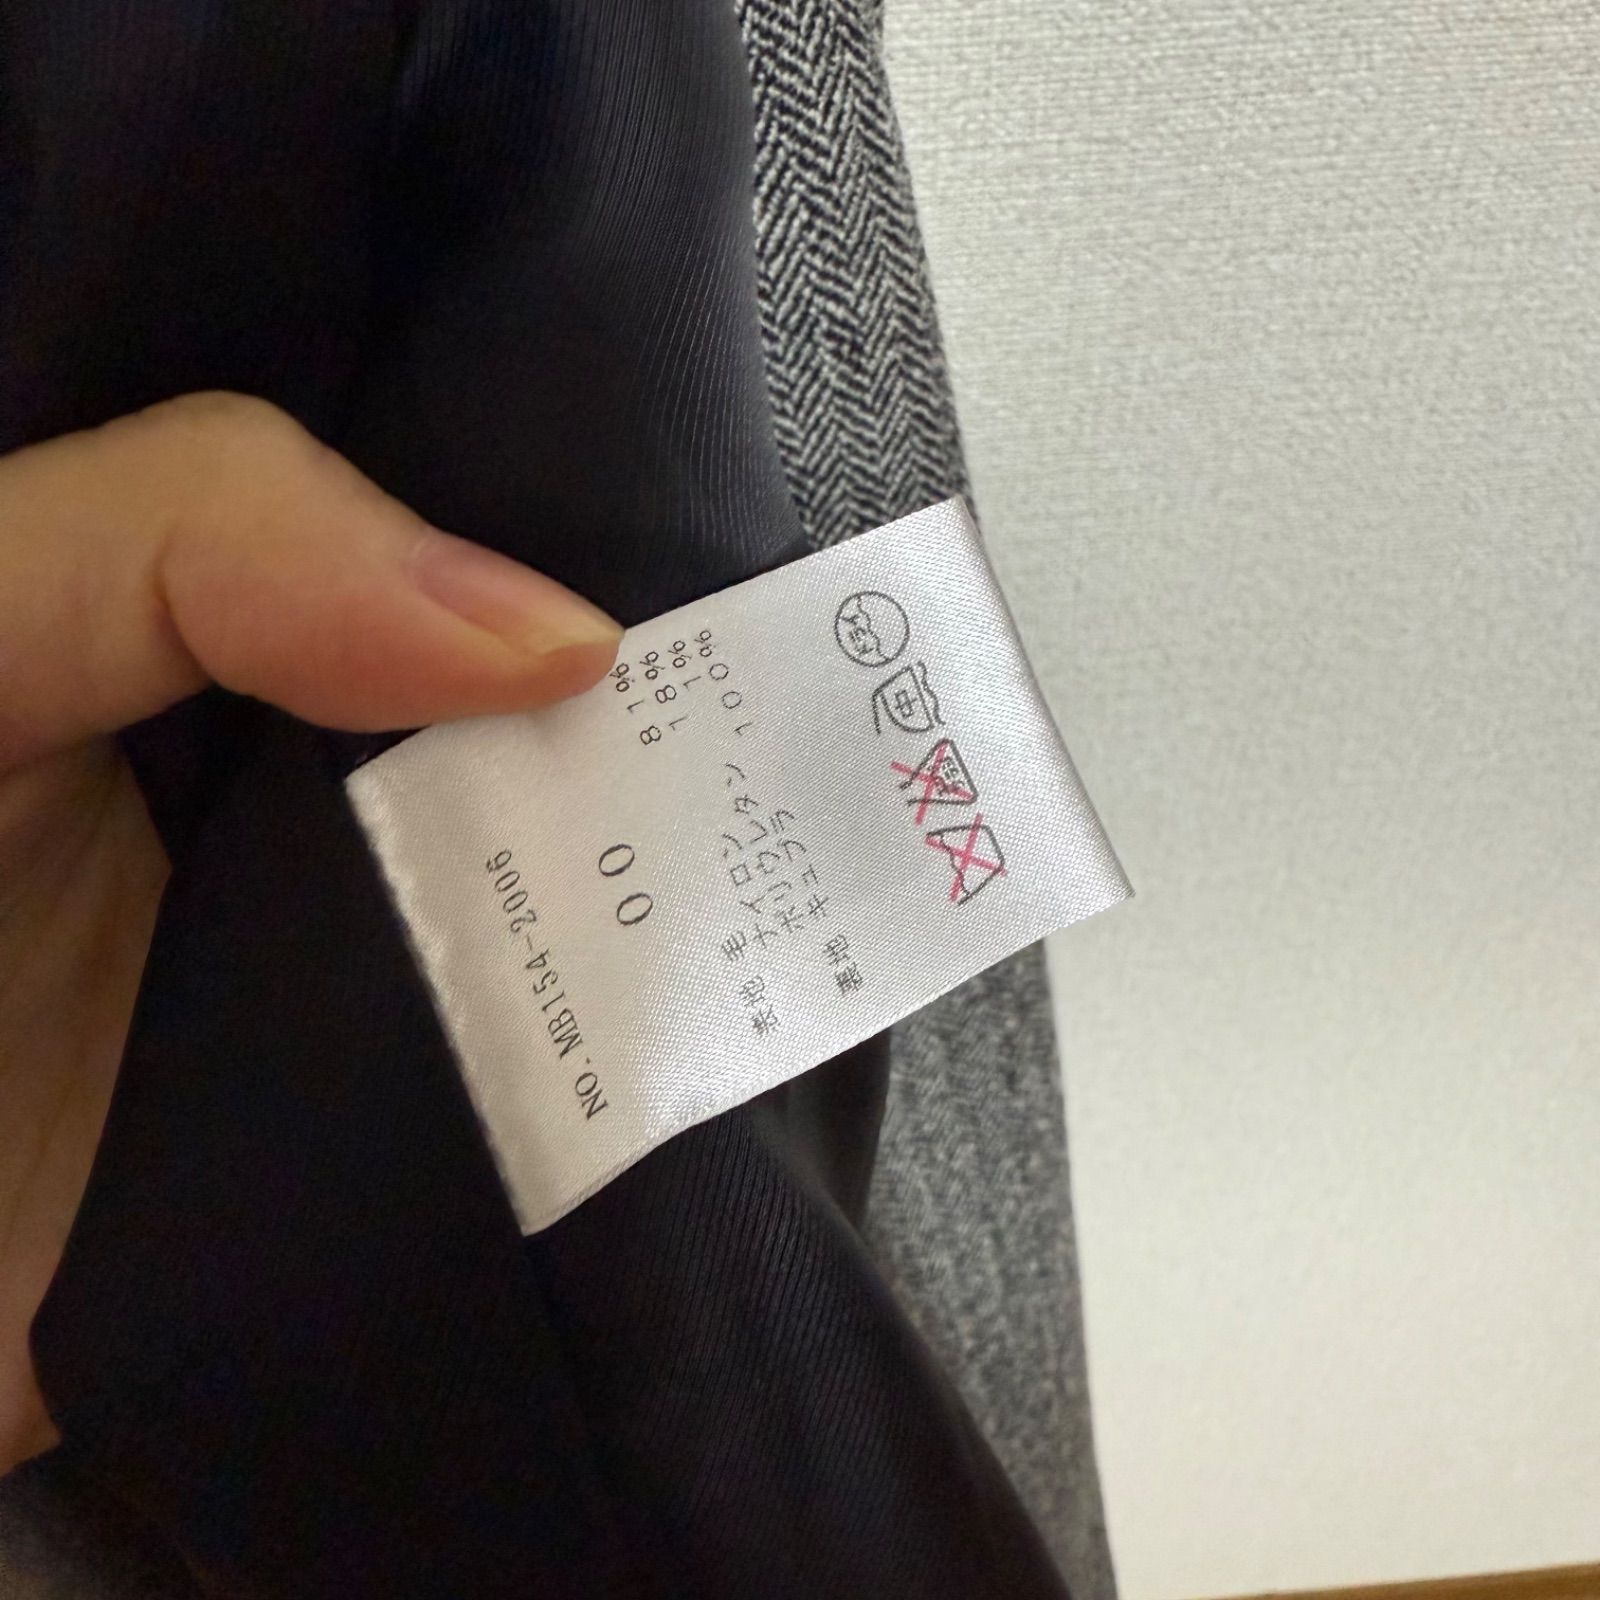 NO.MB154-2006
00
表地 毛 81%
ナイロン 18%
ポリウレタン 1%
裏地 キュプラ 100%
中